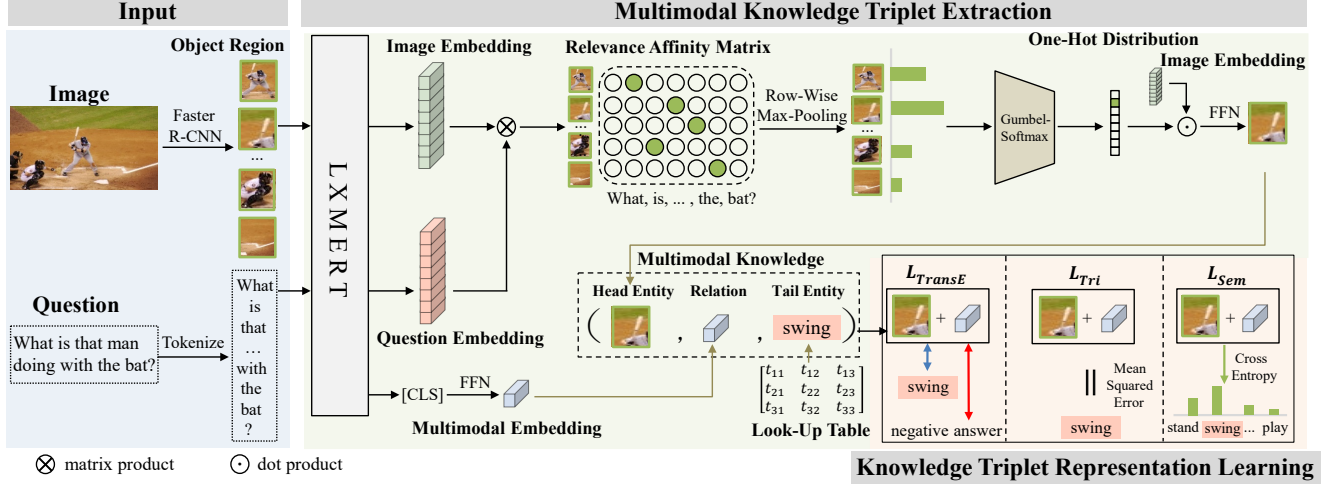 Input
Multimodal Knowledge Triplet Extraction
Object Region
Image
Faster
R-CNN
...
Question
What is that man
doing with the bat?
Tokenize
What
is
that
...
with
the
bat
?
LXMERT
Image Embedding
Question Embedding
[CLS]
FFN
Multimodal Embedding
Relevance Affinity Matrix
...
What, is, ... , the, bat?
Row-Wise
Max-Pooling
...
Gumbel-
Softmax
One-Hot Distribution
Image Embedding
FFN
Multimodal Knowledge
Head Entity Relation Tail Entity
( , , swing )
t11 t12 t13
t21 t22 t23
t31 t32 t33
Look-Up Table
L_TransE
+
swing
negative answer
L_Tri
+
Mean
Squared
Error
swing
L_Sem
+
Cross
Entropy
stand swing ... play
⊗ matrix product ⊙ dot product
Knowledge Triplet Representation Learning